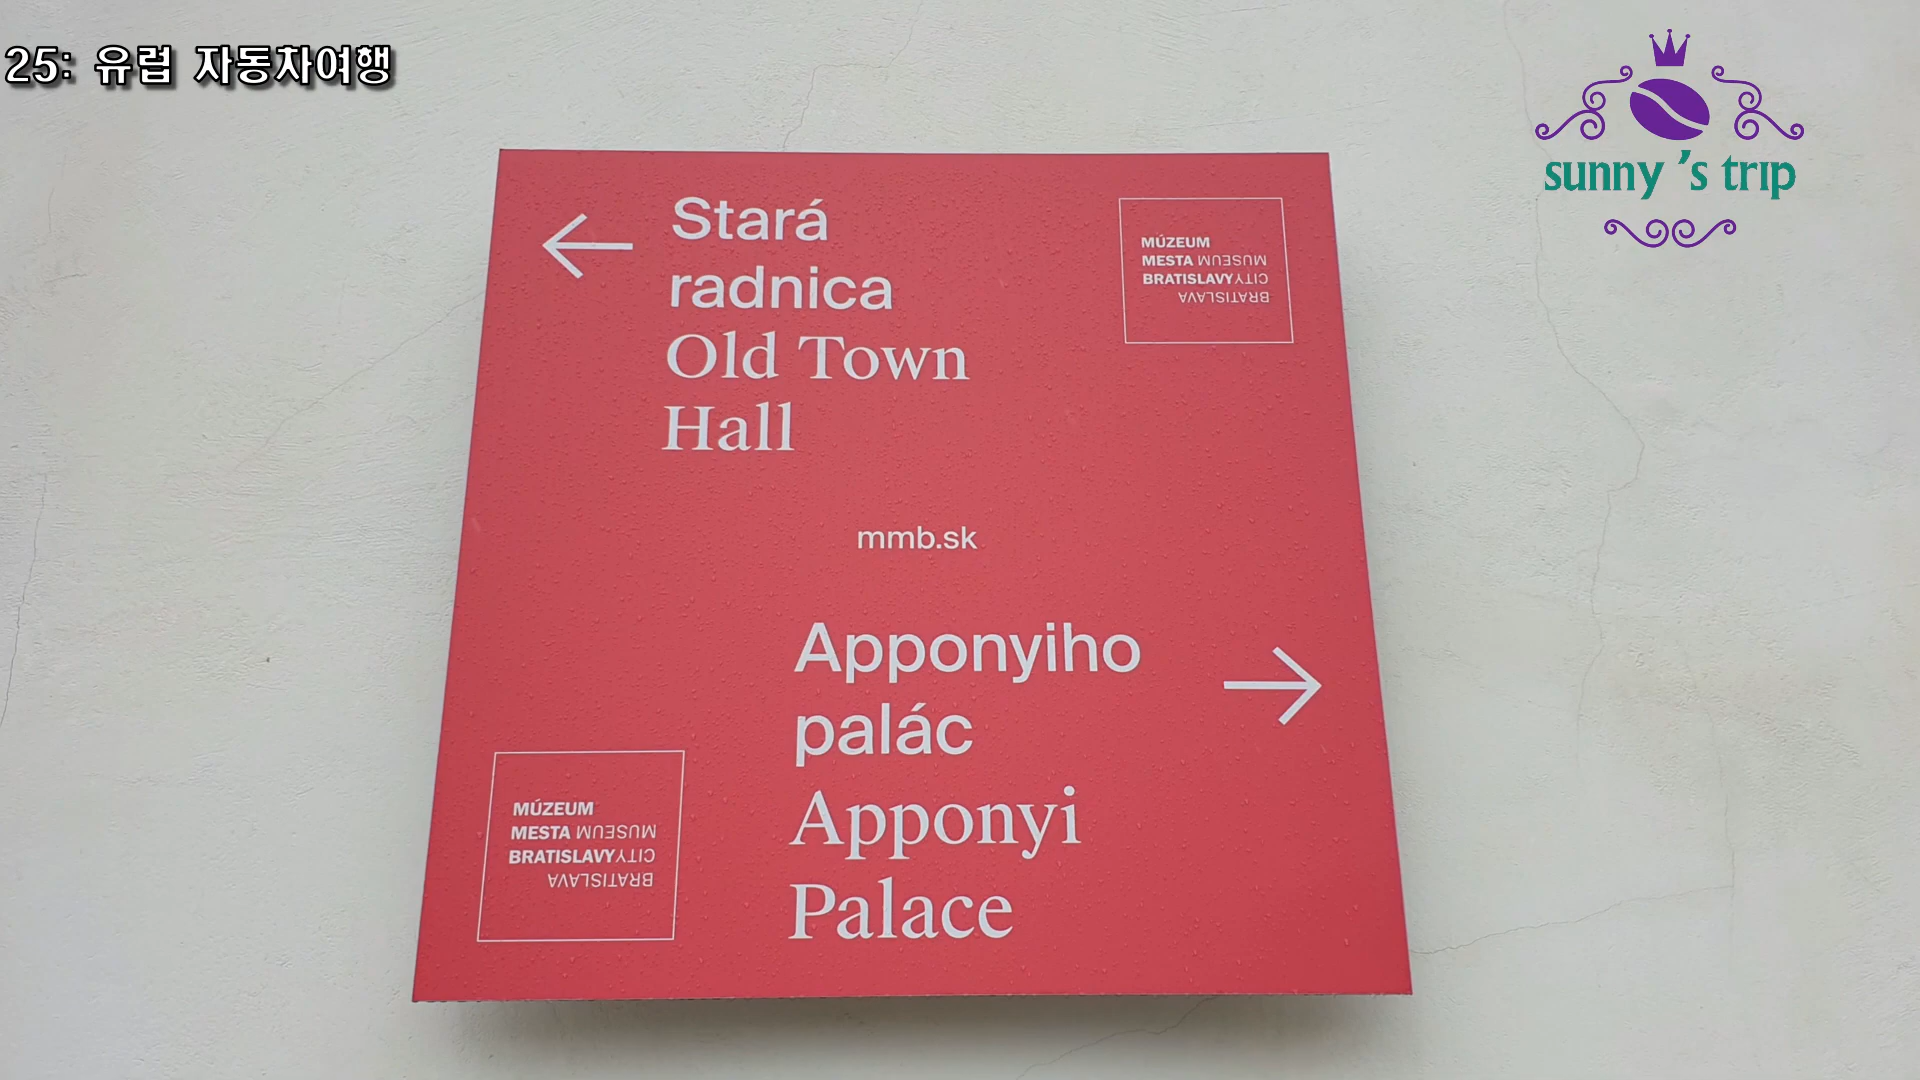 25: 유럽 자동차여행
sunny 's trip
Stará
radnica
Old Town
Hall
MÚZEUM
MESTA MUSEUM
BRATISLAVY CITY
BRATISLAVA
mmb.sk
Apponyiho
palác
Apponyi
Palace
MÚZEUM
MESTA MUSEUM
BRATISLAVY CITY
BRATISLAVA